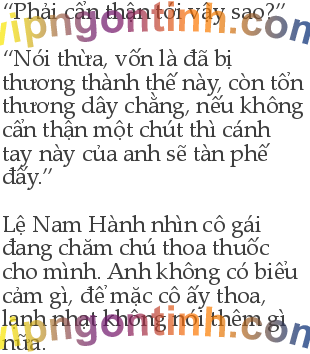 “Phải cẩn thận tới vậy sao?”
vipngontinh.com
“Nói thừa, vốn là đã bị
thương thành thế này, còn tổn
thương dây chằng, nếu không
cẩn thận một chút thì cánh
tay này của anh sẽ tàn phế
đấy.”
Lệ Nam Hành nhìn cô gái
đang chăm chú thoa thuốc
cho mình. Anh không có biểu
cảm gì, để mặc cô ấy thoa,
lạnh nhạt không nói thêm gì
vipngontinh.com
nữa.